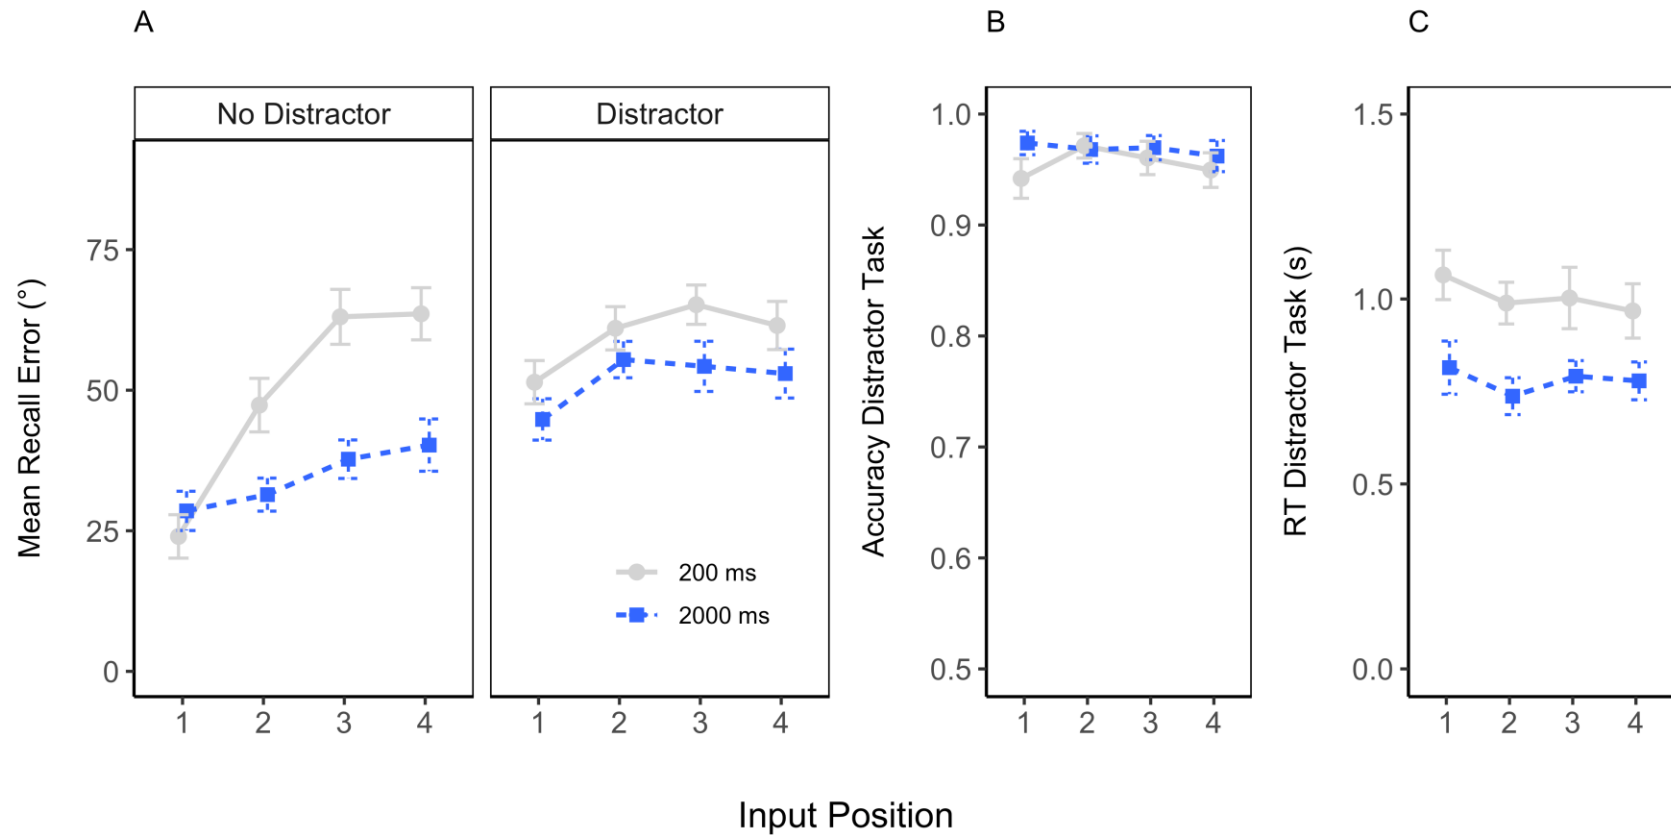 A
B
C
No Distractor
Distractor
Mean Recall Error (°)
75
50
25
0
1 2 3 4
1 2 3 4
200 ms
2000 ms
Accuracy Distractor Task
1.0
0.9
0.8
0.7
0.6
0.5
1 2 3 4
RT Distractor Task (s)
1.5
1.0
0.5
0.0
1 2 3 4
Input Position